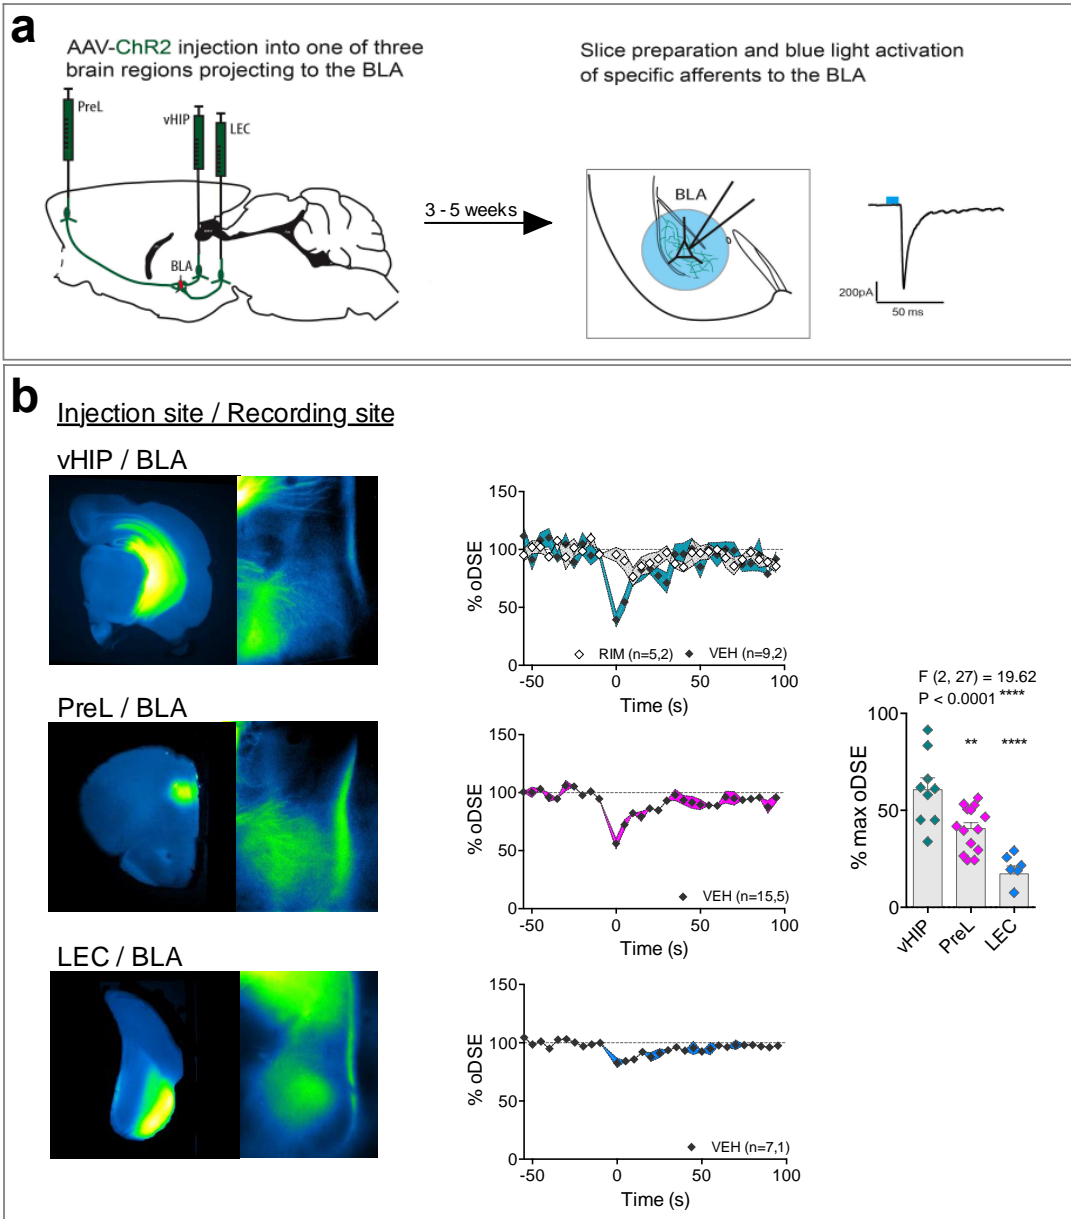 a
AAV-ChR2 injection into one of three
brain regions projecting to the BLA
Slice preparation and blue light activation
of specific afferents to the BLA
PreL
vHIP
LEC
BLA
3 - 5 weeks
BLA
200pA
50 ms
b
Injection site / Recording site
vHIP / BLA
% oDSE
150
100
50
0
RIM (n=5,2)
VEH (n=9,2)
-50 0 50 100
Time (s)
PreL / BLA
% oDSE
150
100
50
0
VEH (n=15,5)
-50 0 50 100
Time (s)
LEC / BLA
% oDSE
150
100
50
0
VEH (n=7,1)
-50 0 50 100
Time (s)
F (2, 27) = 19.62
P < 0.0001 ****
% max oDSE
100
50
0
** ****
vHIP
PreL
LEC